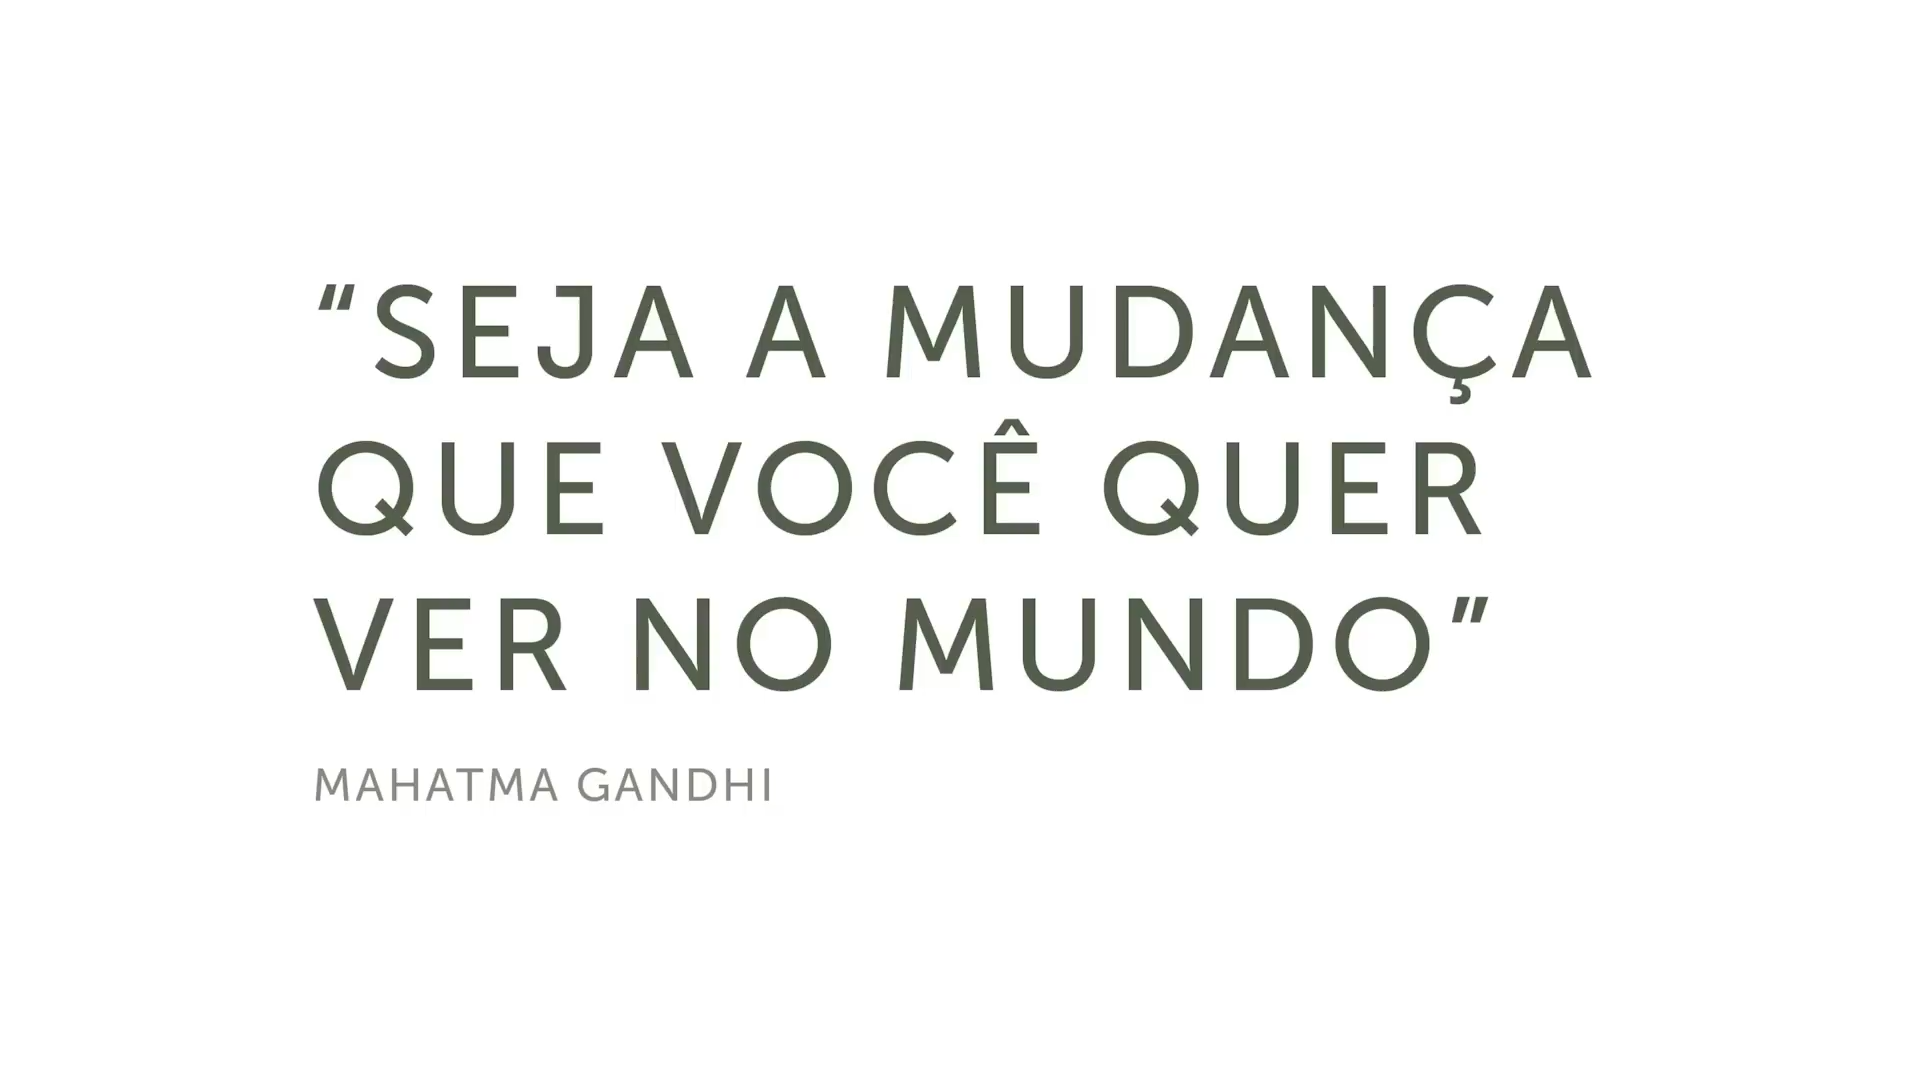 “SEJA A MUDANÇA
QUE VOCÊ QUER
VER NO MUNDO”
MAHATMA GANDHI